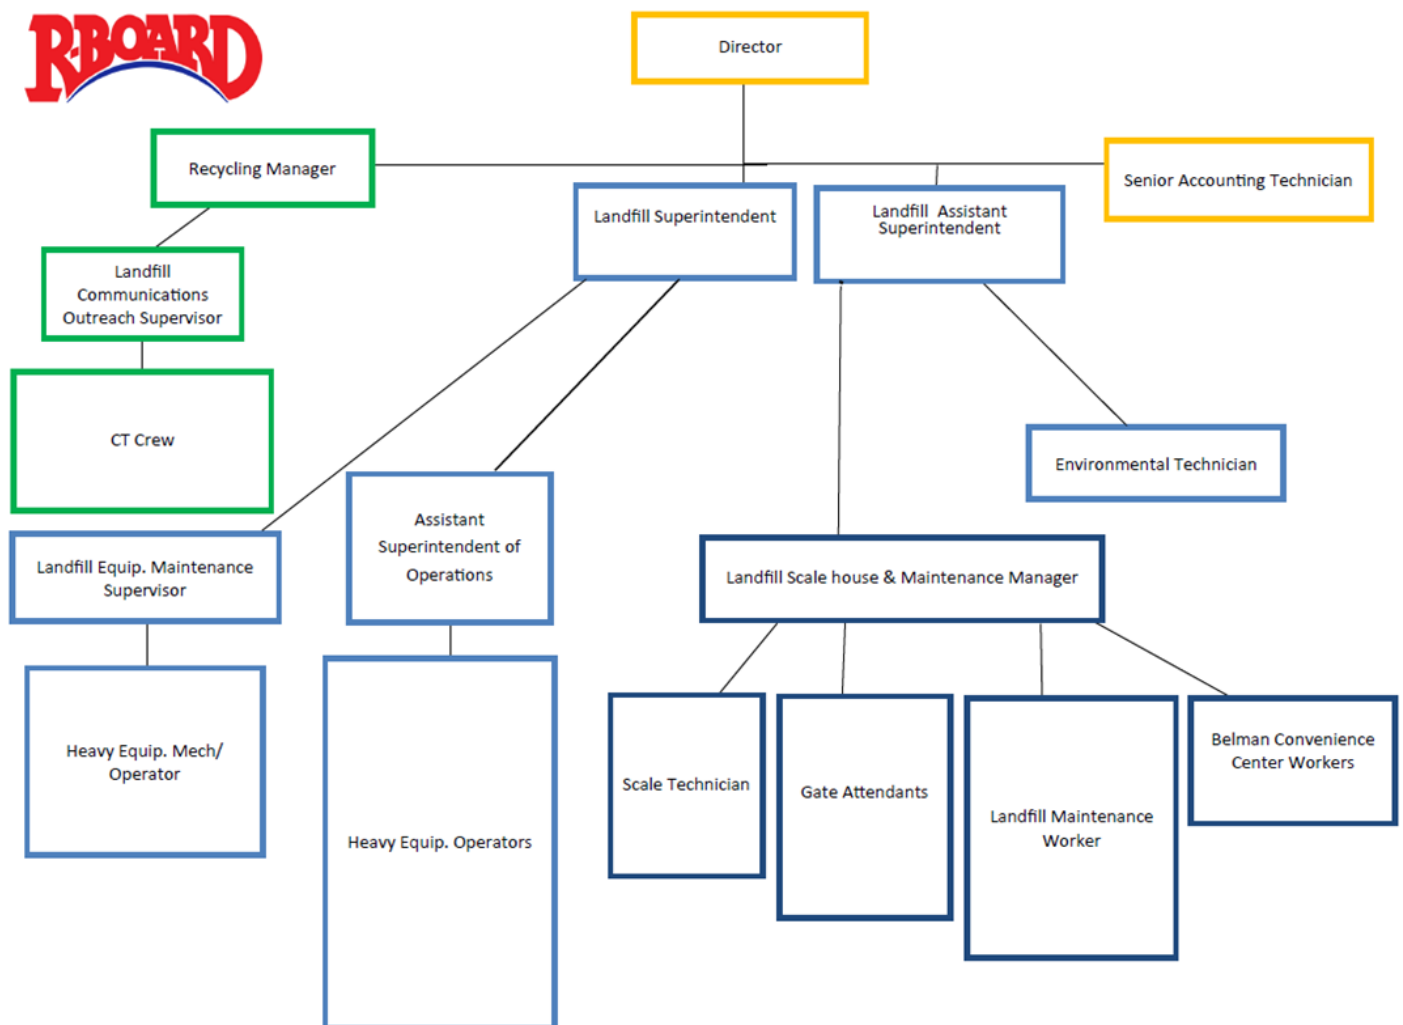 R-BOARD
Director
Recycling Manager
Senior Accounting Technician
Landfill Superintendent
Landfill Assistant
Superintendent
Landfill
Communications
Outreach Supervisor
CT Crew
Environmental Technician
Assistant
Superintendent of
Operations
Landfill Equip. Maintenance
Supervisor
Landfill Scale house & Maintenance Manager
Heavy Equip. Mech/
Operator
Heavy Equip. Operators
Scale Technician
Gate Attendants
Landfill Maintenance
Worker
Belman Convenience
Center Workers